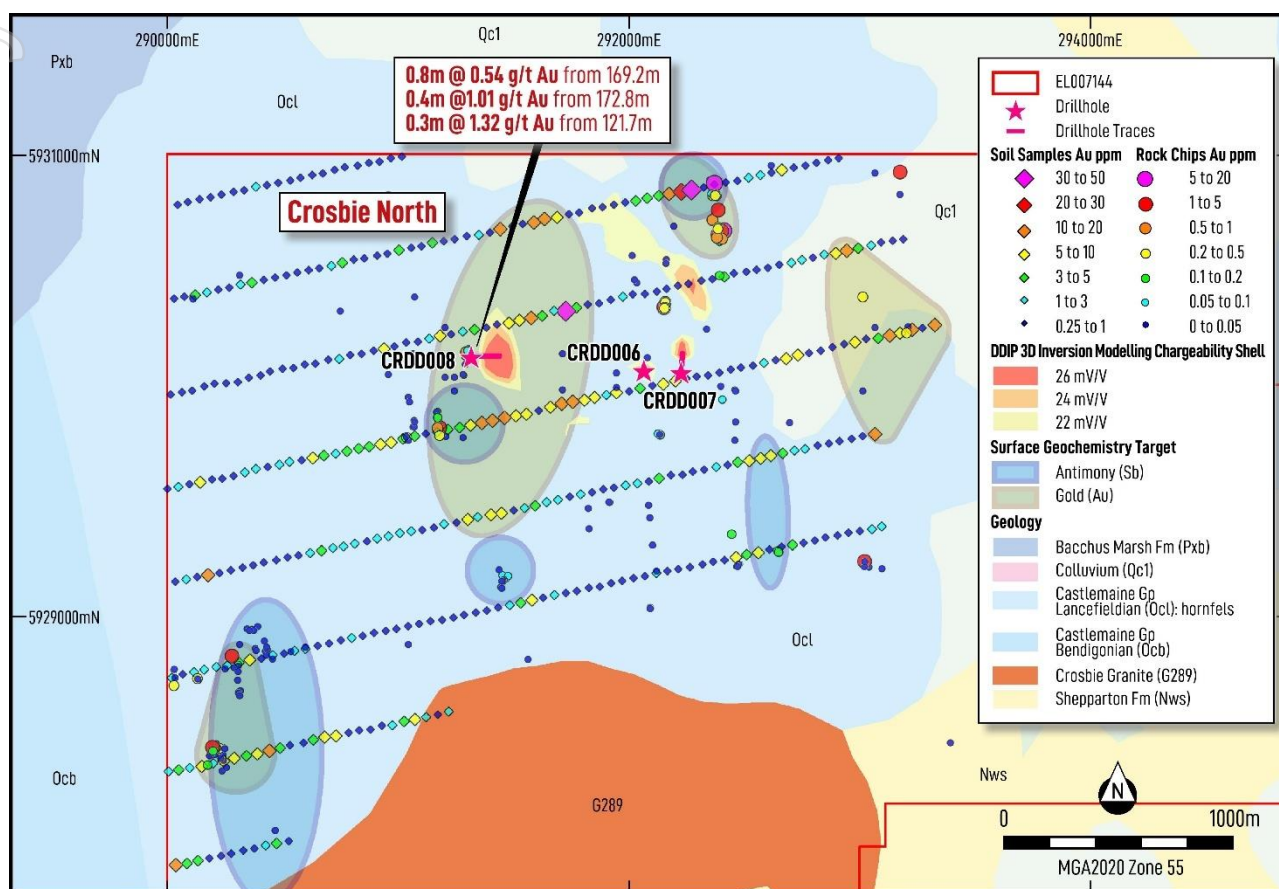 290000mE
292000mE
294000mE
Qc1
Pxb
Ocl
0.8m @ 0.54 g/t Au from 169.2m
0.4m @1.01 g/t Au from 172.8m
0.3m @ 1.32 g/t Au from 121.7m
5931000mN
Crosbie North
Qc1
CRDD008
CRDD006
CRDD007
5929000mN
Ocl
Ocb
G289
Nws
EL007144
Drillhole
Drillhole Traces
Soil Samples Au ppm
30 to 50
20 to 30
10 to 20
5 to 10
3 to 5
1 to 3
0.25 to 1
Rock Chips Au ppm
5 to 20
1 to 5
0.5 to 1
0.2 to 0.5
0.1 to 0.2
0.05 to 0.1
0 to 0.05
DDIP 3D Inversion Modelling Chargeability Shell
26 mV/V
24 mV/V
22 mV/V
Surface Geochemistry Target
Antimony (Sb)
Gold (Au)
Geology
Bacchus Marsh Fm (Pxb)
Colluvium (Qc1)
Castlemaine Gp
Lancefieldian (Ocl): hornfels
Castlemaine Gp
Bendigonian (Ocb)
Crosbie Granite (G289)
Shepparton Fm (Nws)
N
0
1000m
MGA2020 Zone 55